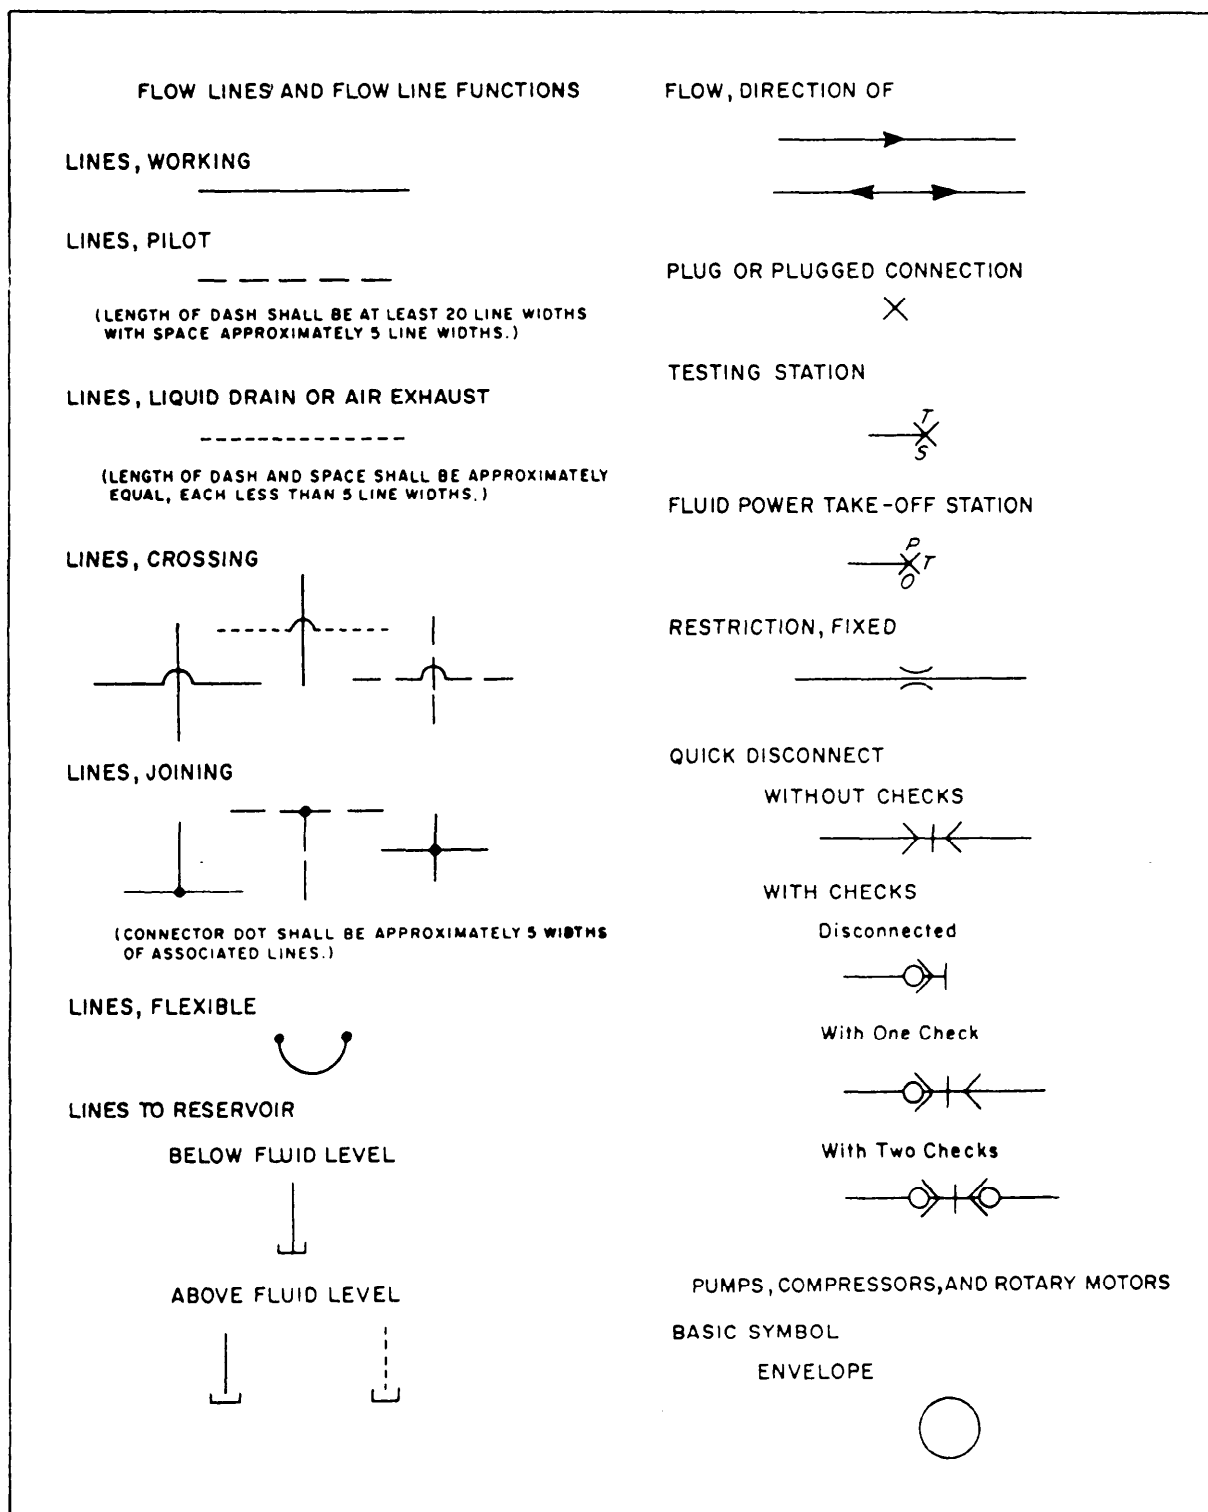 FLOW LINES AND FLOW LINE FUNCTIONS
LINES, WORKING
LINES, PILOT
(LENGTH OF DASH SHALL BE AT LEAST 20 LINE WIDTHS
WITH SPACE APPROXIMATELY 5 LINE WIDTHS.)
LINES, LIQUID DRAIN OR AIR EXHAUST
(LENGTH OF DASH AND SPACE SHALL BE APPROXIMATELY
EQUAL, EACH LESS THAN 5 LINE WIDTHS.)
LINES, CROSSING
LINES, JOINING
(CONNECTOR DOT SHALL BE APPROXIMATELY 5 WIDTHS
OF ASSOCIATED LINES.)
LINES, FLEXIBLE
LINES TO RESERVOIR
BELOW FLUID LEVEL
ABOVE FLUID LEVEL
FLOW, DIRECTION OF
PLUG OR PLUGGED CONNECTION
TESTING STATION
T
S
FLUID POWER TAKE-OFF STATION
P
T
O
RESTRICTION, FIXED
QUICK DISCONNECT
WITHOUT CHECKS
WITH CHECKS
Disconnected
With One Check
With Two Checks
PUMPS, COMPRESSORS, AND ROTARY MOTORS
BASIC SYMBOL
ENVELOPE